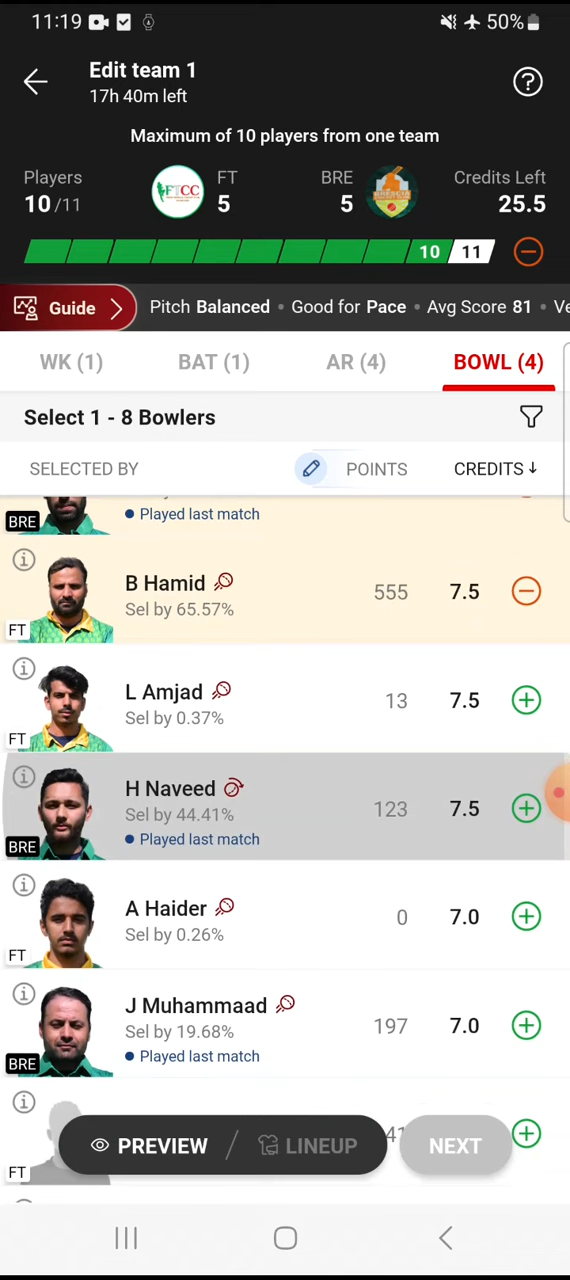 11:19
50%
Edit team 1
17h 40m left
Maximum of 10 players from one team
Players
10/11
FTCC
FT
5
BRE
5
Credits Left
25.5
10
11
Guide
Pitch Balanced • Good for Pace • Avg Score 81 • Ve
WK (1)
BAT (1)
AR (4)
BOWL (4)
Select 1 - 8 Bowlers
SELECTED BY
POINTS
CREDITS↓
BRE
Played last match
B Hamid
Sel by 65.57%
555
7.5
FT
L Amjad
Sel by 0.37%
13
7.5
FT
H Naveed
Sel by 44.41%
Played last match
123
7.5
BRE
A Haider
Sel by 0.26%
0
7.0
FT
J Muhammaad
Sel by 19.68%
Played last match
197
7.0
BRE
41
FT
PREVIEW / LINEUP
NEXT